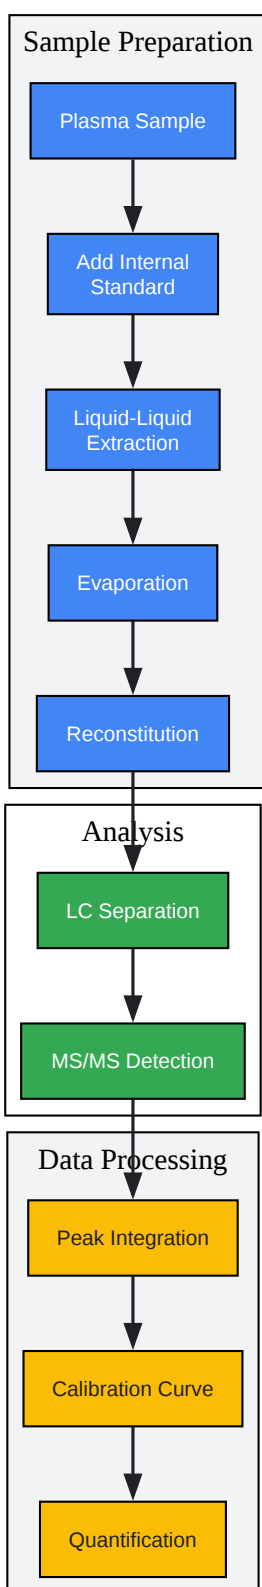 Sample Preparation
Plasma Sample
Add Internal
Standard
Liquid-Liquid
Extraction
Evaporation
Reconstitution
Analysis
LC Separation
MS/MS Detection
Data Processing
Peak Integration
Calibration Curve
Quantification